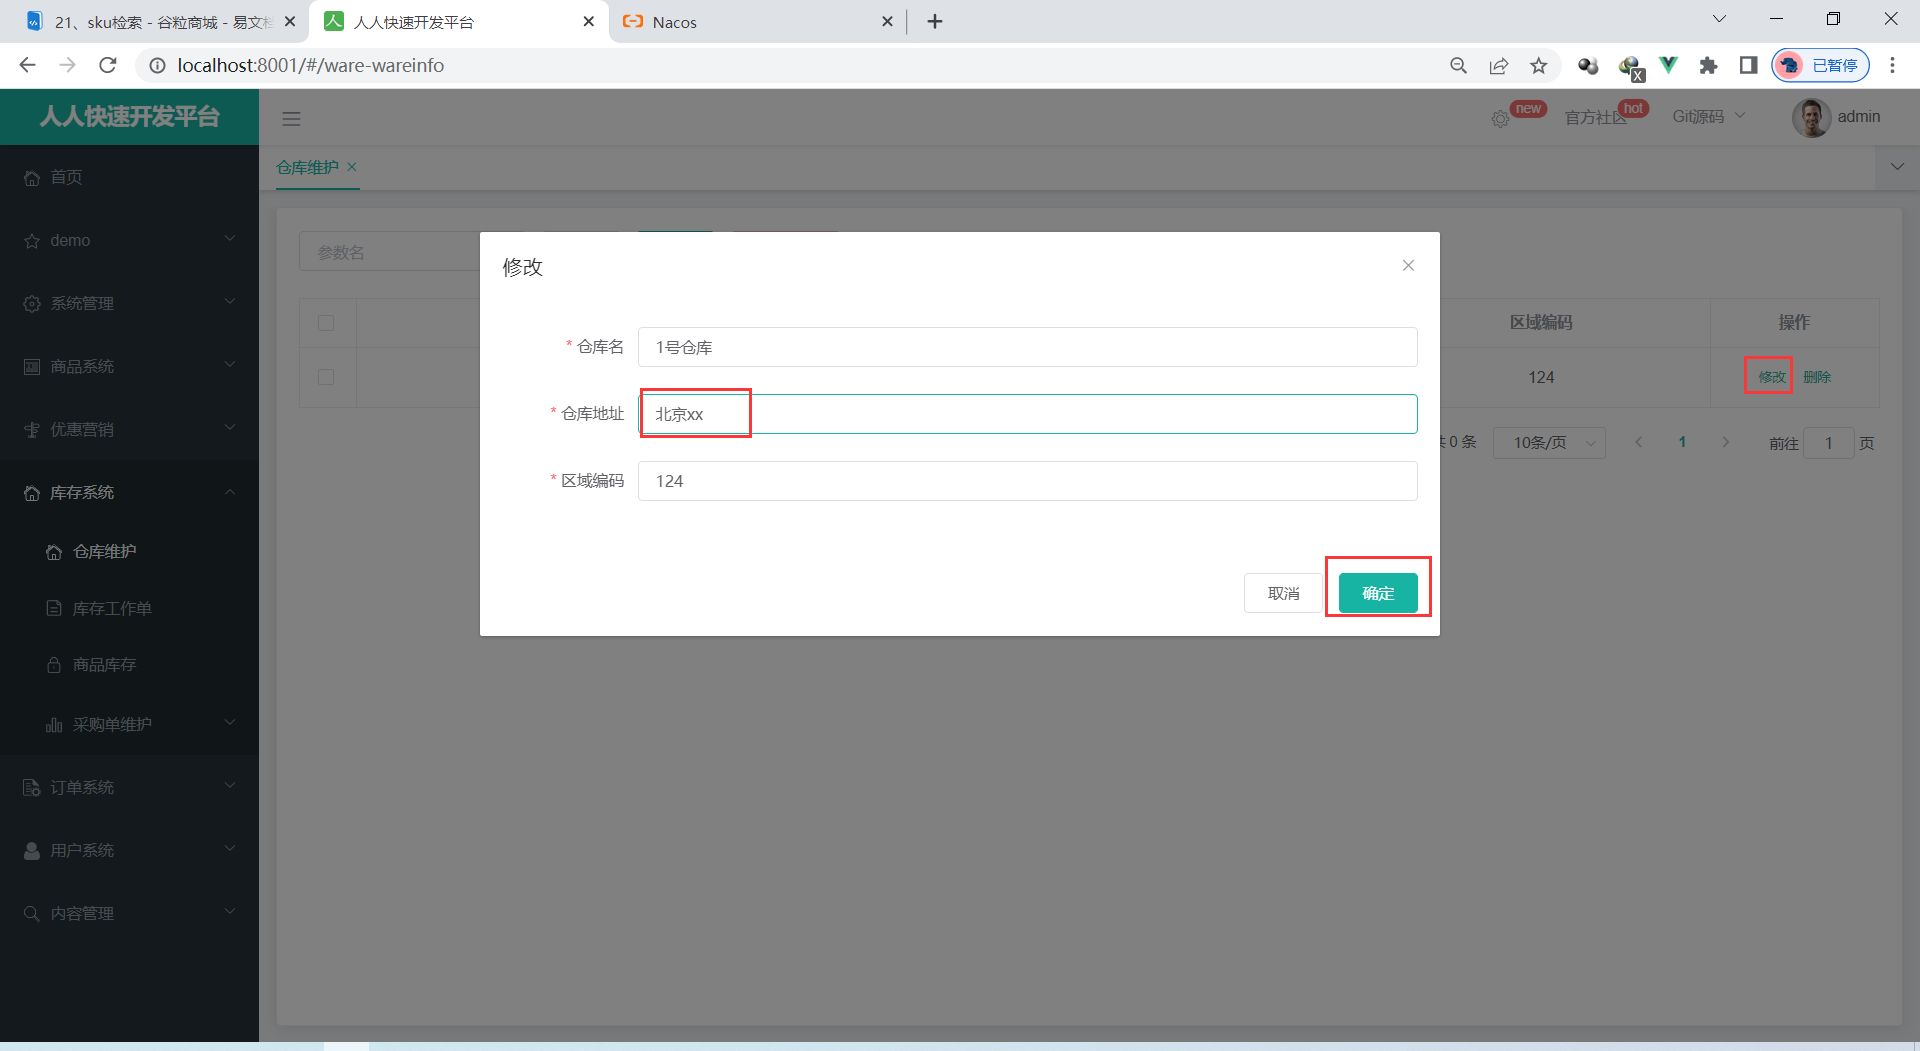 21、sku检索 - 谷粒商城 - 易文档
人人快速开发平台
Nacos
localhost:8001/#/ware-wareinfo
已暂停
人人快速开发平台
new
官方社区
hot
Git源码
admin
首页
demo
系统管理
商品系统
优惠营销
库存系统
仓库维护
库存工作单
商品库存
采购单维护
订单系统
用户系统
内容管理
仓库维护
参数名
区域编码
操作
124
修改
删除
共 0 条
10条/页
1
前往
1
页
修改
* 仓库名
1号仓库
* 仓库地址
北京xx
* 区域编码
124
取消
确定